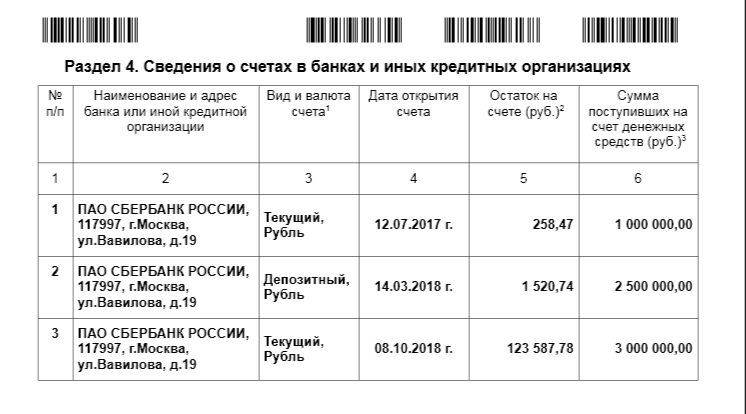 Раздел 4. Сведения о счетах в банках и иных кредитных организациях
№
п/п
Наименование и адрес
банка или иной кредитной
организации
Вид и валюта
счета¹
Дата открытия
счета
Остаток на
счете (руб.)²
Сумма
поступивших на
счет денежных
средств (руб.)³
1
2
3
4
5
6
1
ПАО СБЕРБАНК РОССИИ,
117997, г.Москва,
ул.Вавилова, д.19
Текущий,
Рубль
12.07.2017 г.
258,47
1 000 000,00
2
ПАО СБЕРБАНК РОССИИ,
117997, г.Москва,
ул.Вавилова, д.19
Депозитный,
Рубль
14.03.2018 г.
1 520,74
2 500 000,00
3
ПАО СБЕРБАНК РОССИИ,
117997, г.Москва,
ул.Вавилова, д.19
Текущий,
Рубль
08.10.2018 г.
123 587,78
3 000 000,00